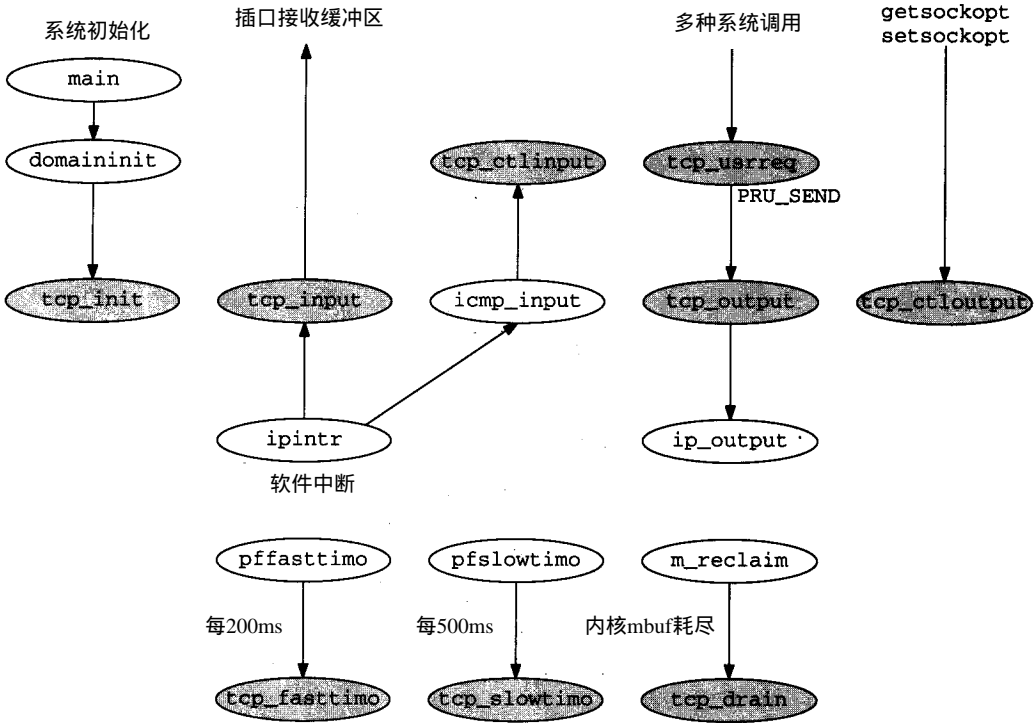 系统初始化
插口接收缓冲区
多种系统调用
getsockopt
setsockopt
main
domaininit
tcp_ctlinput
tcp_usrreq
PRU_SEND
tcp_init
tcp_input
icmp_input
tcp_output
tcp_ctloutput
ipintr
ip_output
软件中断
pffasttimo
pfslowtimo
m_reclaim
每200ms
每500ms
内核mbuf耗尽
tcp_fasttimo
tcp_slowtimo
tcp_drain